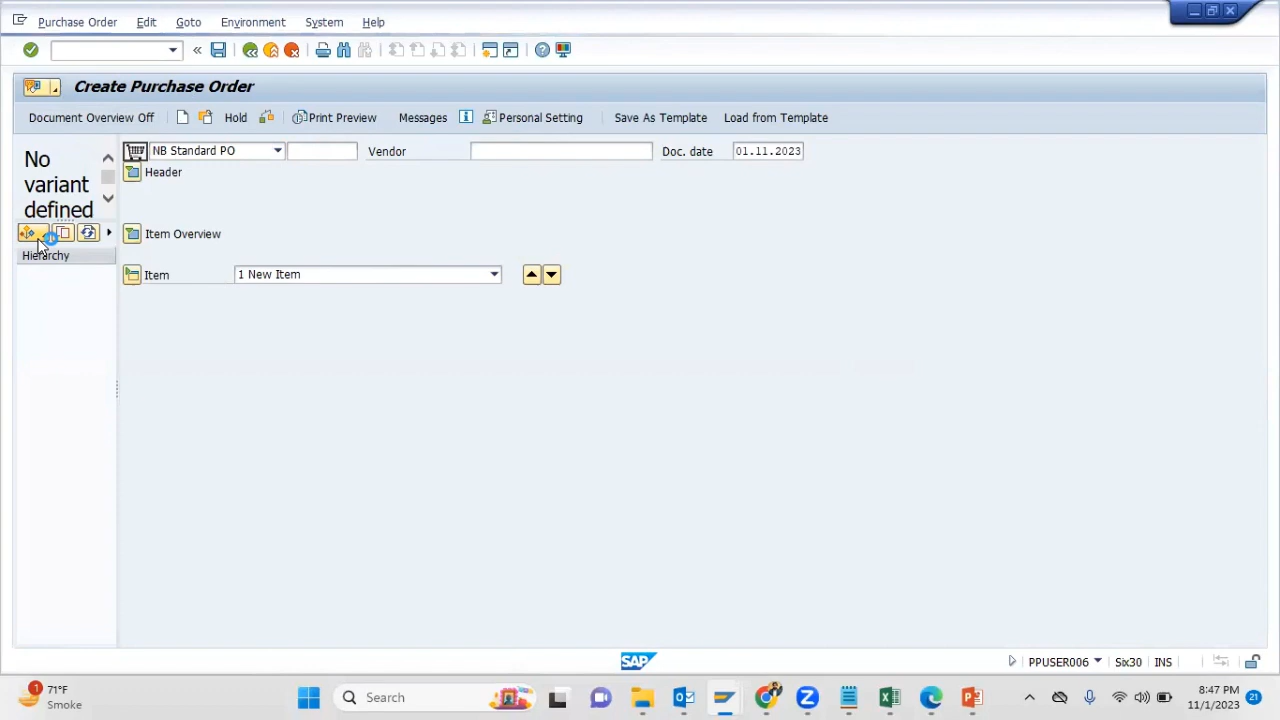 Purchase Order Edit Goto Environment System Help
Create Purchase Order
Document Overview Off Hold Print Preview Messages Personal Setting Save As Template Load from Template
No variant defined
NB Standard PO Vendor Doc. date 01.11.2023
Header
Item Overview
Hierarchy
Item 1 New Item
SAP PPUSER006 Six30 INS
1 71°F
Smoke
Search
8:47 PM
11/1/2023
21